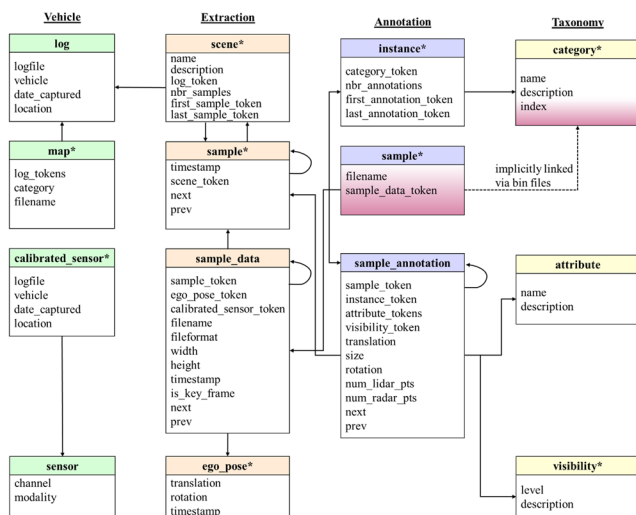 Vehicle
Extraction
Annotation
Taxonomy
log
logfile
vehicle
date_captured
location
map*
log_tokens
category
filename
calibrated_sensor*
logfile
vehicle
date_captured
location
sensor
channel
modality
scene*
name
description
log_token
nbr_samples
first_sample_token
last_sample_token
sample*
timestamp
scene_token
next
prev
sample_data
sample_token
ego_pose_token
calibrated_sensor_token
filename
fileformat
width
height
timestamp
is_key_frame
next
prev
ego_pose*
translation
rotation
timestamp
instance*
category_token
nbr_annotations
first_annotation_token
last_annotation_token
sample*
filename
sample_data_token
sample_annotation
sample_token
instance_token
attribute_tokens
visibility_token
translation
size
rotation
num_lidar_pts
num_radar_pts
next
prev
category*
name
description
index
implicitly linked
via bin files
attribute
name
description
visibility*
level
description